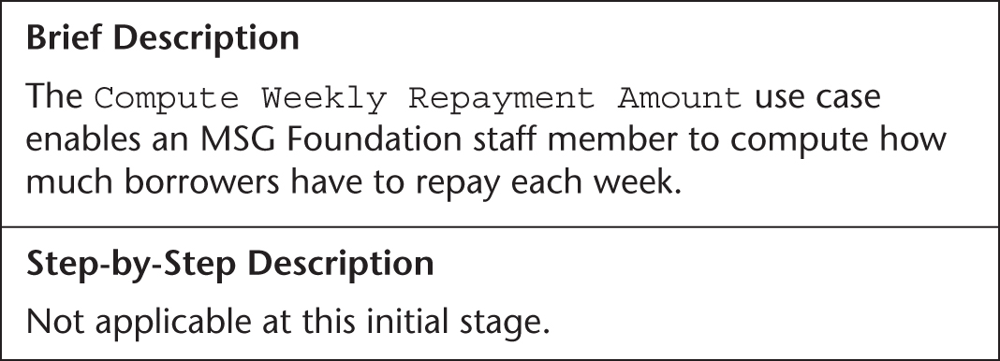 Brief Description
The Compute Weekly Repayment Amount use case
enables an MSG Foundation staff member to compute how
much borrowers have to repay each week.
Step-by-Step Description
Not applicable at this initial stage.